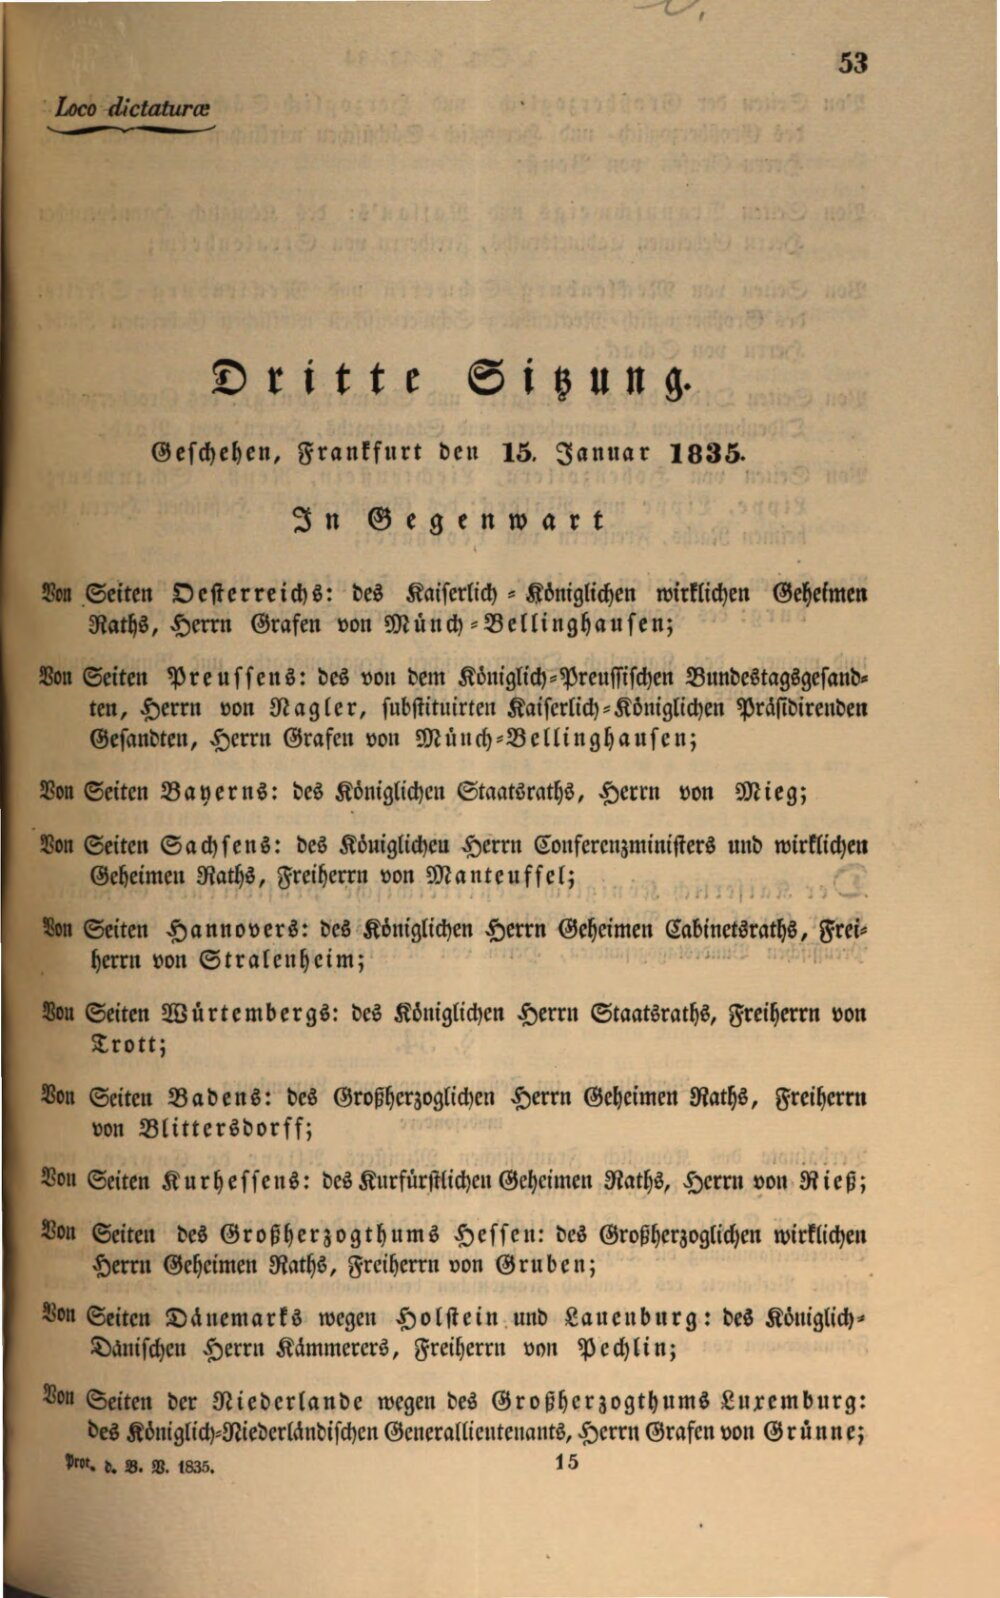 53
Loco dictaturæ
Dritte Sitzung.
Geschehen, Frankfurt den 15. Januar 1835.
In Gegenwart
Von Seiten Oesterreichs: des Kaiserlich-Königlichen wirklichen Geheimen
Raths, Herrn Grafen von Münch-Bellinghausen;
Von Seiten Preussens: des von dem Königlich-Preussischen Bundestagsgesand-
ten, Herrn von Nagler, substituirten Kaiserlich-Königlichen Präsidirenden
Gesandten, Herrn Grafen von Münch-Bellinghausen;
Von Seiten Bayerns: des Königlichen Staatsraths, Herrn von Mieg;
Von Seiten Sachsens: des Königlichen Herrn Conferenzministers und wirklichen
Geheimen Raths, Freiherrn von Manteuffel;
Von Seiten Hannovers: des Königlichen Herrn Geheimen Cabinetsraths, Frei-
herrn von Stralenheim;
Von Seiten Würtembergs: des Königlichen Herrn Staatsraths, Freiherrn von
Trott;
Von Seiten Badens: des Großherzoglichen Herrn Geheimen Raths, Freiherrn
von Blittersdorff;
Von Seiten Kurhessens: des Kurfürstlichen Geheimen Raths, Herrn von Rieß;
Von Seiten des Großherzogthums Hessen: des Großherzoglichen wirklichen
Herrn Geheimen Raths, Freiherrn von Gruben;
Von Seiten Dänemarks wegen Holstein und Lauenburg: des Königlich-
Dänischen Herrn Kämmerers, Freiherrn von Pechlin;
Von Seiten der Niederlande wegen des Großherzogthums Luxemburg:
des Königlich-Niederländischen Generallieutenants, Herrn Grafen von Grünne;
Prot. d. B. V. 1835.
15